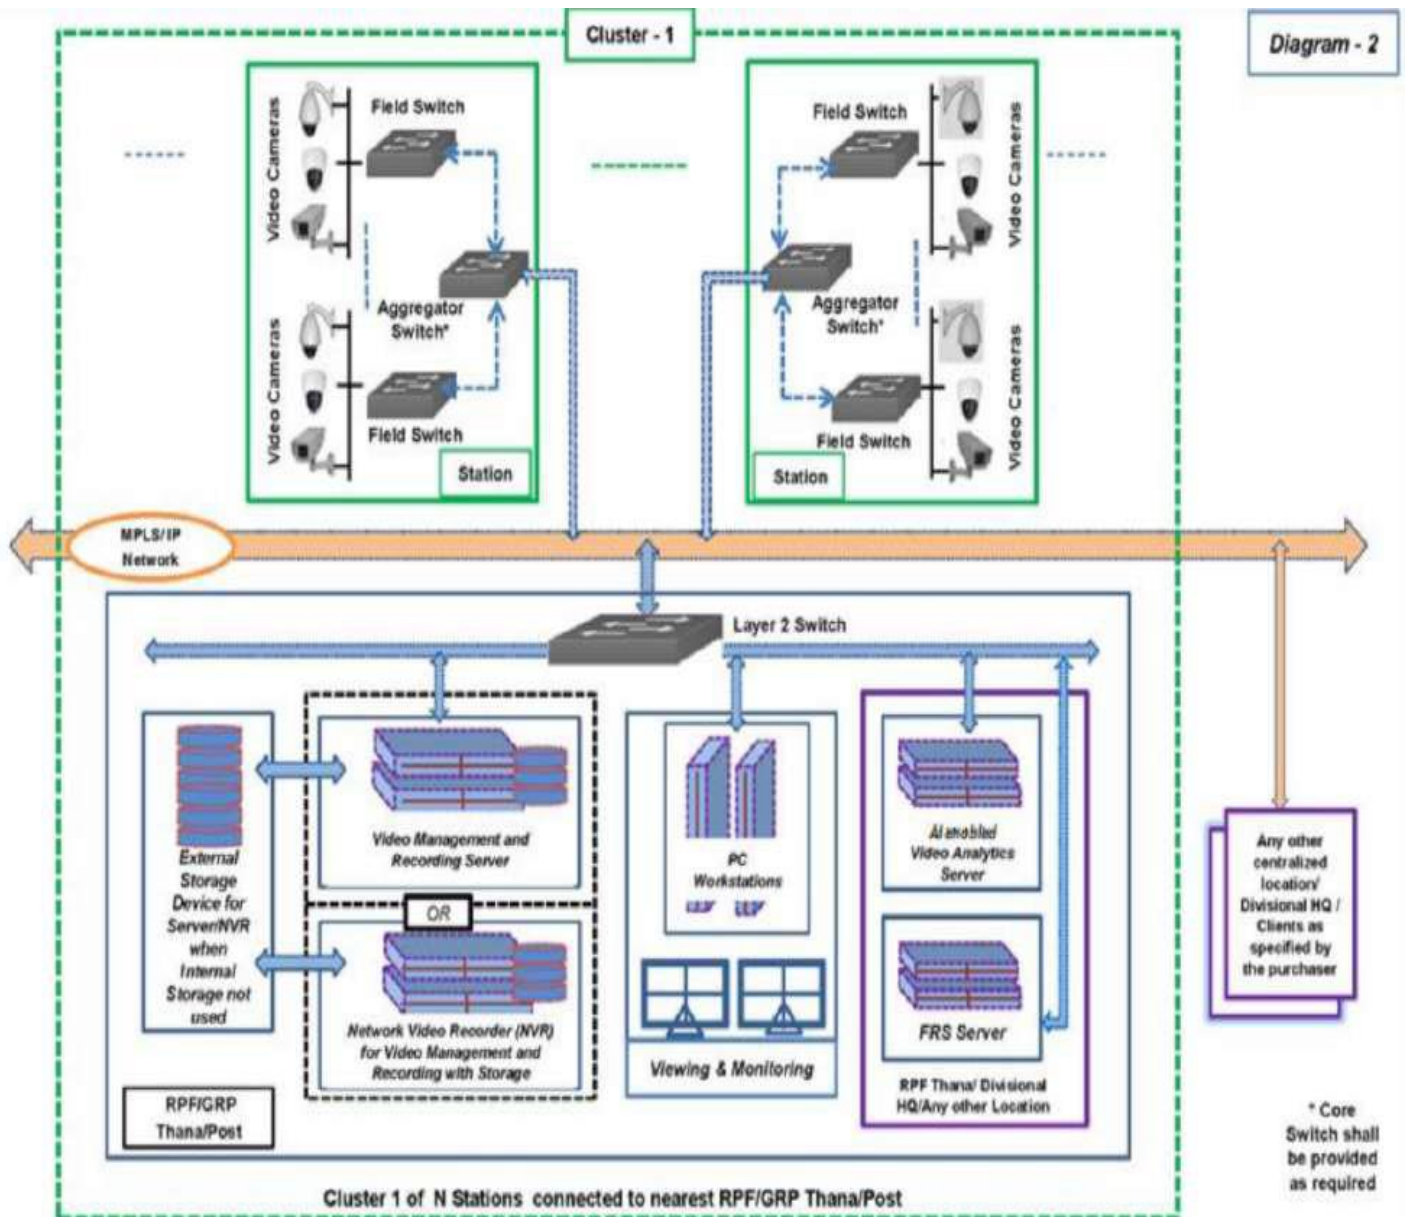 Cluster - 1
Diagram - 2
Video Cameras
Field Switch
Aggregator
Switch*
Video Cameras
Field Switch
Station
Field Switch
Video Cameras
Aggregator
Switch*
Video Cameras
Field Switch
Station
MPLS/IP
Network
Layer 2 Switch
External
Storage
Device for
Server/NVR
when
Internal
Storage not
used
Video Management and
Recording Server
OR
Network Video Recorder (NVR)
for Video Management and
Recording with Storage
PC
Workstations
Viewing & Monitoring
AI enabled
Video Analytics
Server
FRS Server
RPF Thana/ Divisional
HQ/Any other Location
Any other
centralized
location/
Divisional HQ /
Clients as
specified by
the purchaser
RPF/GRP
Thana/Post
* Core
Switch shall
be provided
as required
Cluster 1 of N Stations connected to nearest RPF/GRP Thana/Post